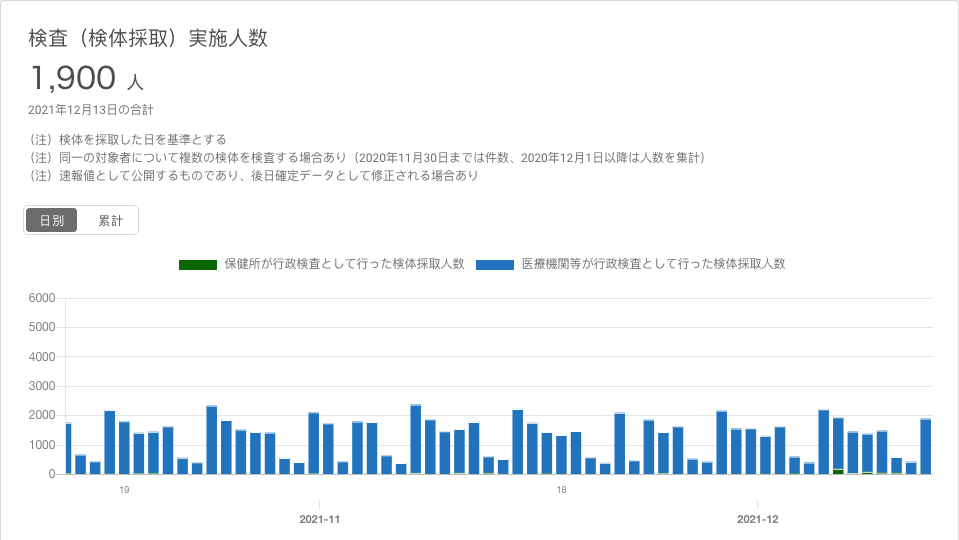 検査（検体採取）実施人数
1,900 人
2021年12月13日の合計
（注）検体を採取した日を基準とする
（注）同一の対象者について複数の検体を検査する場合あり（2020年11月30日までは件数、2020年12月1日以降は人数を集計）
（注）速報値として公開するものであり、後日確定データとして修正される場合あり
日別 累計
保健所が行政検査として行った検体採取人数 医療機関等が行政検査として行った検体採取人数
6000
5000
4000
3000
2000
1000
0
19 18
2021-11 2021-12